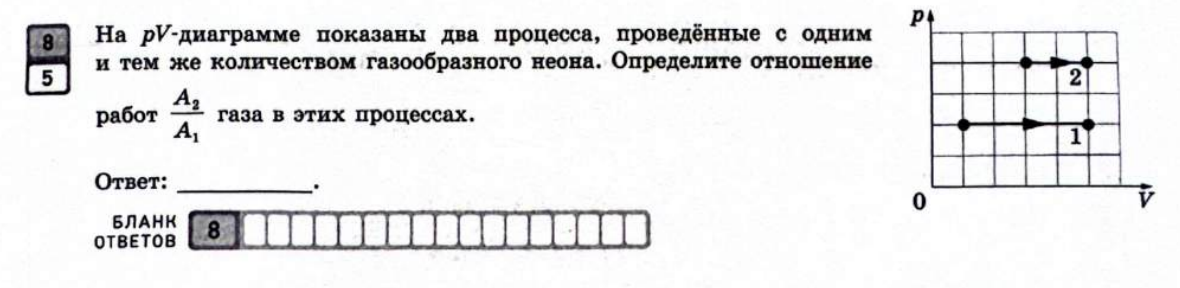 8
5
На pV-диаграмме показаны два процесса, проведённые с одним
и тем же количеством газообразного неона. Определите отношение
работ A₂/A₁ газа в этих процессах.
Ответ: ____________.
БЛАНК
ОТВЕТОВ 8
p
2
1
0
V